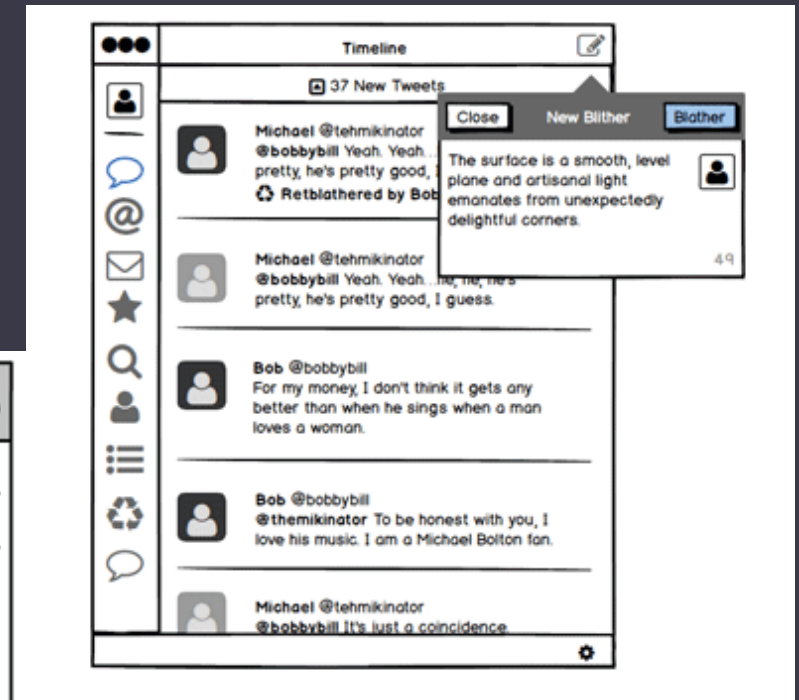 Timeline
37 New Tweets
Close New Blither Blather
The surface is a smooth, level
plane and artisanal light
emanates from unexpectedly
delightful corners.
49
Michael @tehmikinator
@bobbybill Yeah. Yeah...
pretty, he's pretty good, I
Retblathered by Bob
Michael @tehmikinator
@bobbybill Yeah. Yeah...he, he, he's
pretty, he's pretty good, I guess.
Bob @bobbybill
For my money, I don't think it gets any
better than when he sings when a man
loves a woman.
Bob @bobbybill
@themikinator To be honest with you, I
love his music. I am a Michael Bolton fan.
Michael @tehmikinator
@bobbybill It's just a coincidence.